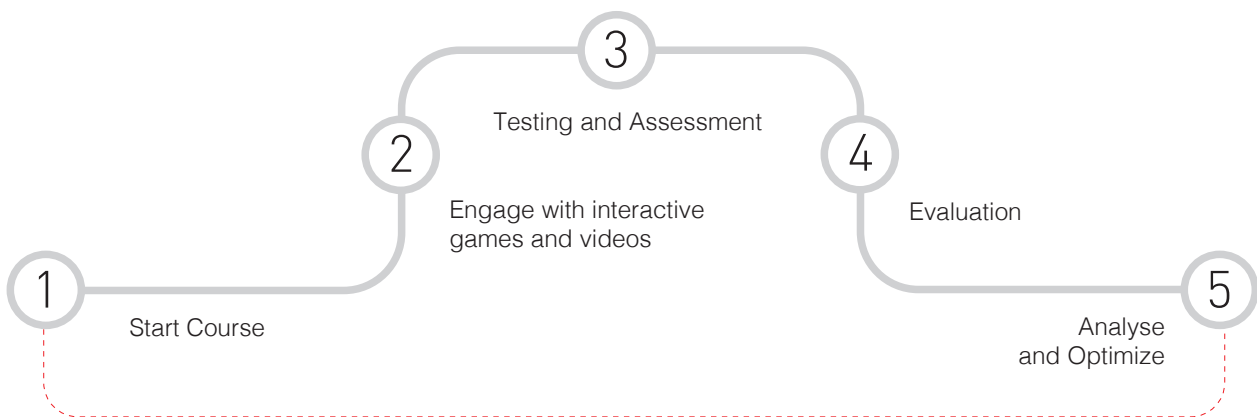 1
Start Course
2
Engage with interactive
games and videos
3
Testing and Assessment
4
Evaluation
5
Analyse
and Optimize